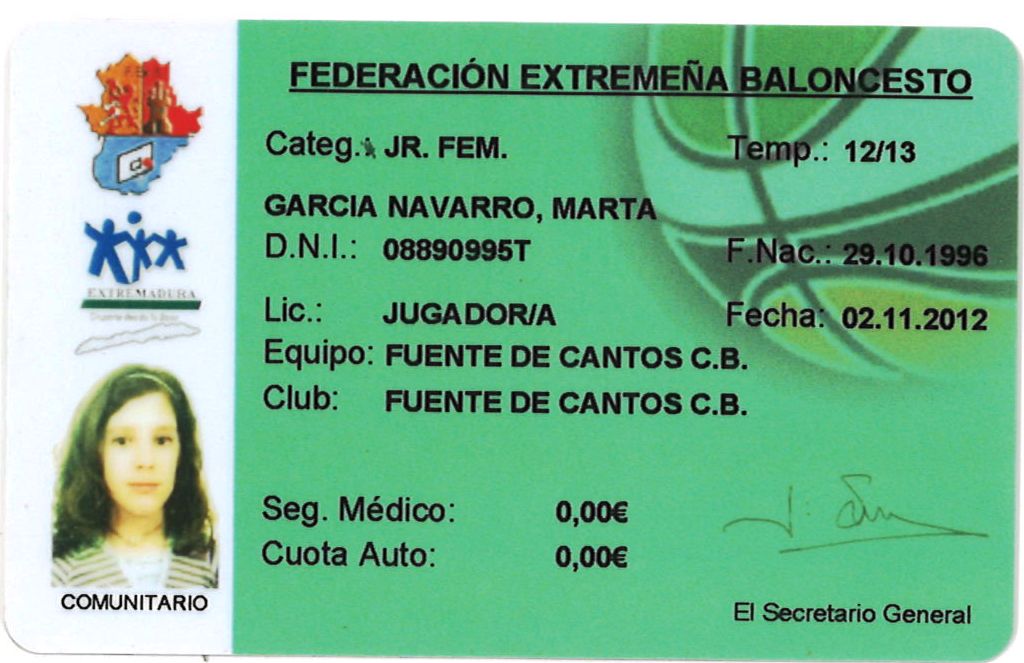 FEDERACIÓN EXTREMEÑA BALONCESTO
Categ.: JR. FEM. Temp.: 12/13
GARCIA NAVARRO, MARTA
D.N.I.: 08890995T F.Nac.: 29.10.1996
Lic.: JUGADOR/A Fecha: 02.11.2012
Equipo: FUENTE DE CANTOS C.B.
Club: FUENTE DE CANTOS C.B.
Seg. Médico: 0,00€
Cuota Auto: 0,00€
El Secretario General
EXTREMADURA
COMUNITARIO